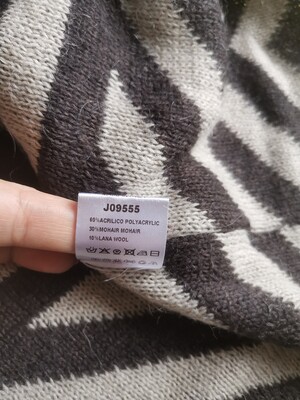 J09555
60%ACRILICO POLYACRYLIC
30%MOHAIR MOHAIR
10%LANA WOOL